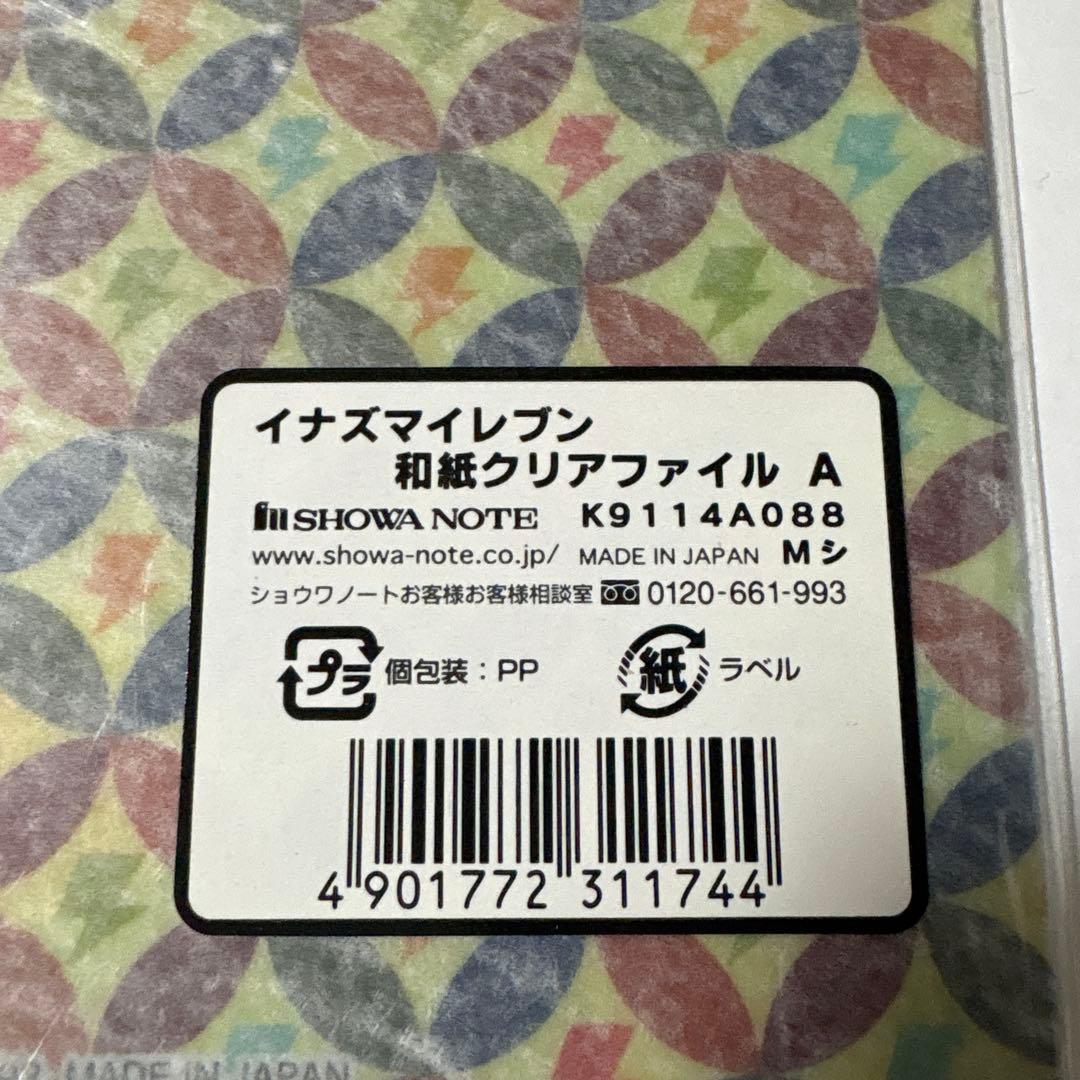 イナズマイレブン
和紙クリアファイル A
SHOWA NOTE K9114A088
www.showa-note.co.jp/ MADE IN JAPAN Mシ
ショウワノートお客様お客様相談室 0120-661-993
プラ 個包装：PP 紙 ラベル
4 901772 311744
MADE IN JAPAN